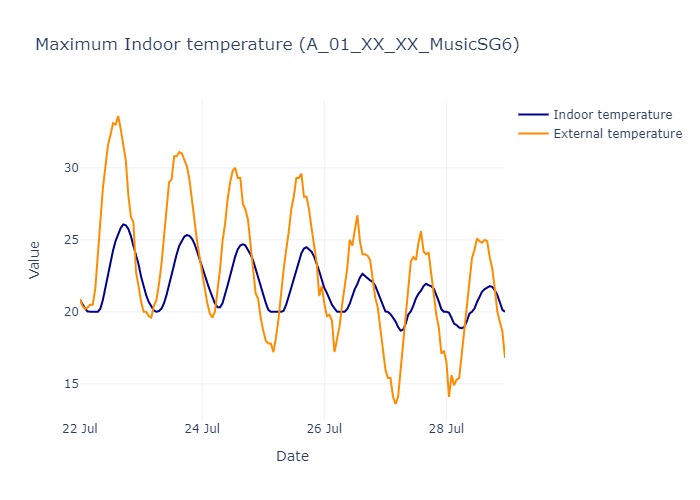 Maximum Indoor temperature (A_01_XX_XX_MusicSG6)
Indoor temperature
External temperature
Value
30
25
20
15
22 Jul
24 Jul
26 Jul
28 Jul
Date